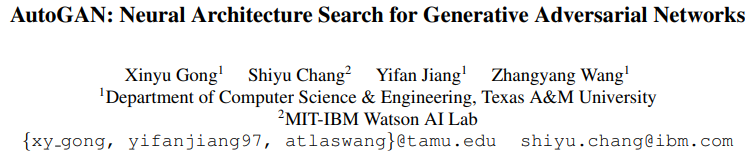 AutoGAN: Neural Architecture Search for Generative Adversarial Networks
Xinyu Gong¹ Shiyu Chang² Yifan Jiang¹ Zhangyang Wang¹
¹Department of Computer Science & Engineering, Texas A&M University
²MIT-IBM Watson AI Lab
{xy_gong, yifanjiang97, atlaswang}@tamu.edu shiyu.chang@ibm.com